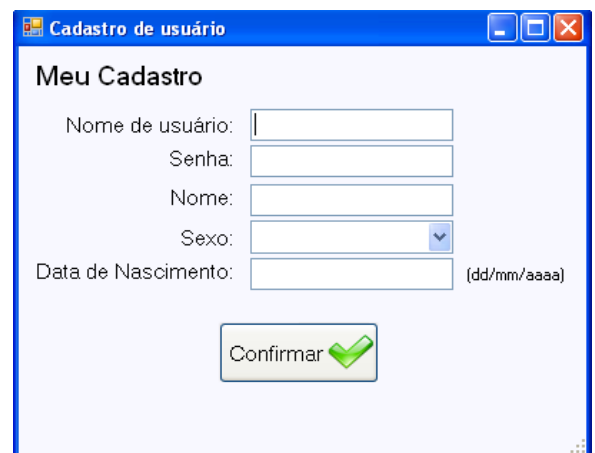 Cadastro de usuário
Meu Cadastro
Nome de usuário:
Senha:
Nome:
Sexo:
Data de Nascimento: (dd/mm/aaaa)
Confirmar